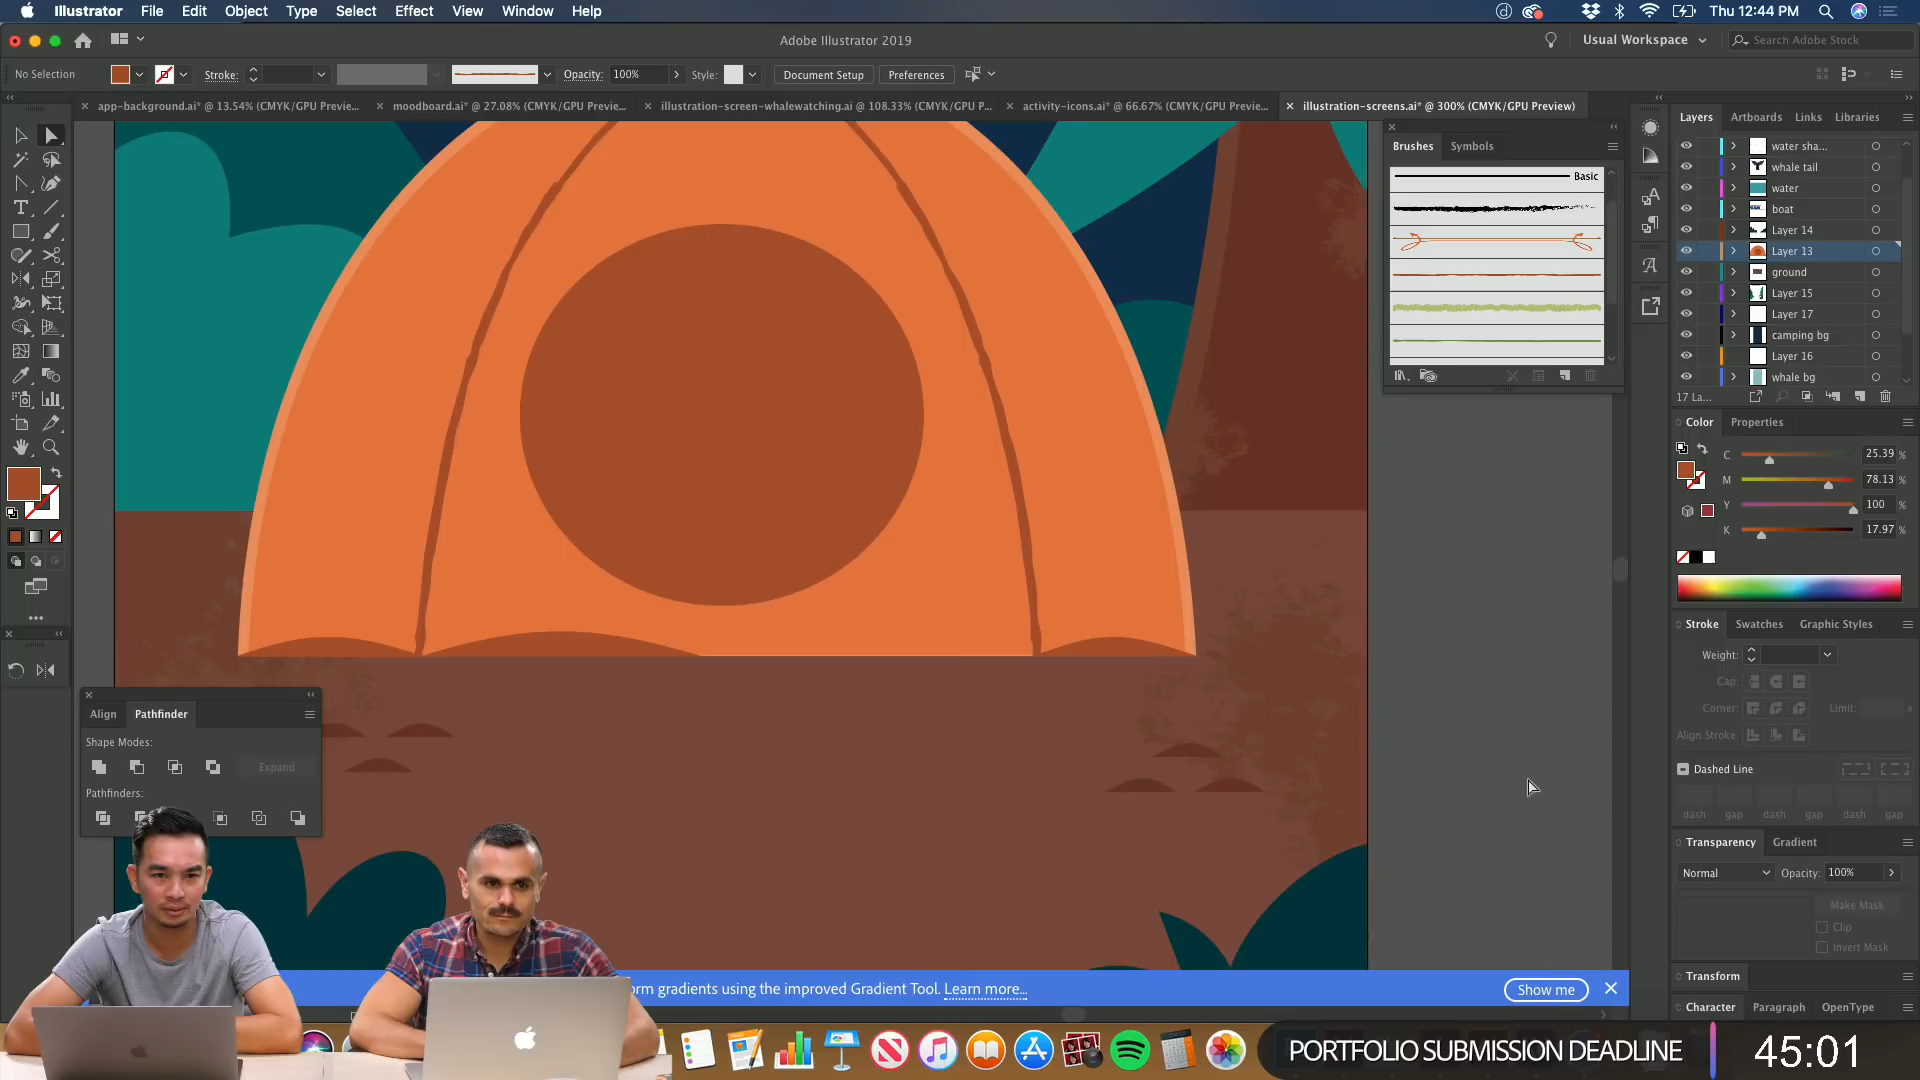 Illustrator File Edit Object Type Select Effect View Window Help
Thu 12:44 PM
Adobe Illustrator 2019
Usual Workspace
Search Adobe Stock
No Selection
Stroke:
Opacity: 100%
Style:
Document Setup
Preferences
app-background.ai* @ 13.54% (CMYK/GPU Previe...
moodboard.ai* @ 27.08% (CMYK/GPU Previe...
illustration-screen-whalewatching.ai @ 108.33% (CMYK/GPU P...
activity-icons.ai* @ 66.67% (CMYK/GPU Previe...
illustration-screens.ai* @ 300% (CMYK/GPU Preview)
Brushes Symbols
Basic
Layers Artboards Links Libraries
water sha...
whale tail
water
boat
Layer 14
Layer 13
ground
Layer 15
Layer 17
camping bg
Layer 16
whale bg
17 La...
Color Properties
C 25.39 %
M 78.13 %
Y 100 %
K 17.97 %
Stroke Swatches Graphic Styles
Weight:
Cap:
Corner: Limit: x
Align Stroke:
Dashed Line
dash gap dash gap dash gap
Transparency Gradient
Normal Opacity: 100%
Make Mask
Clip
Invert Mask
Transform
Character Paragraph OpenType
Align Pathfinder
Shape Modes:
Expand
Pathfinders:
orm gradients using the improved Gradient Tool. Learn more...
Show me
PORTFOLIO SUBMISSION DEADLINE 45:01